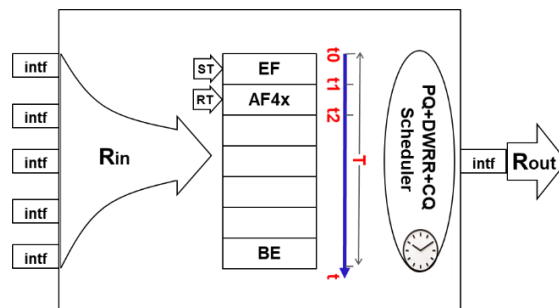 intf
intf
intf
intf
intf
Rin
ST
RT
EF
AF4x
BE
t0
t1
t2
T
t
PQ+DWRR+CQ
Scheduler
intf
Rout